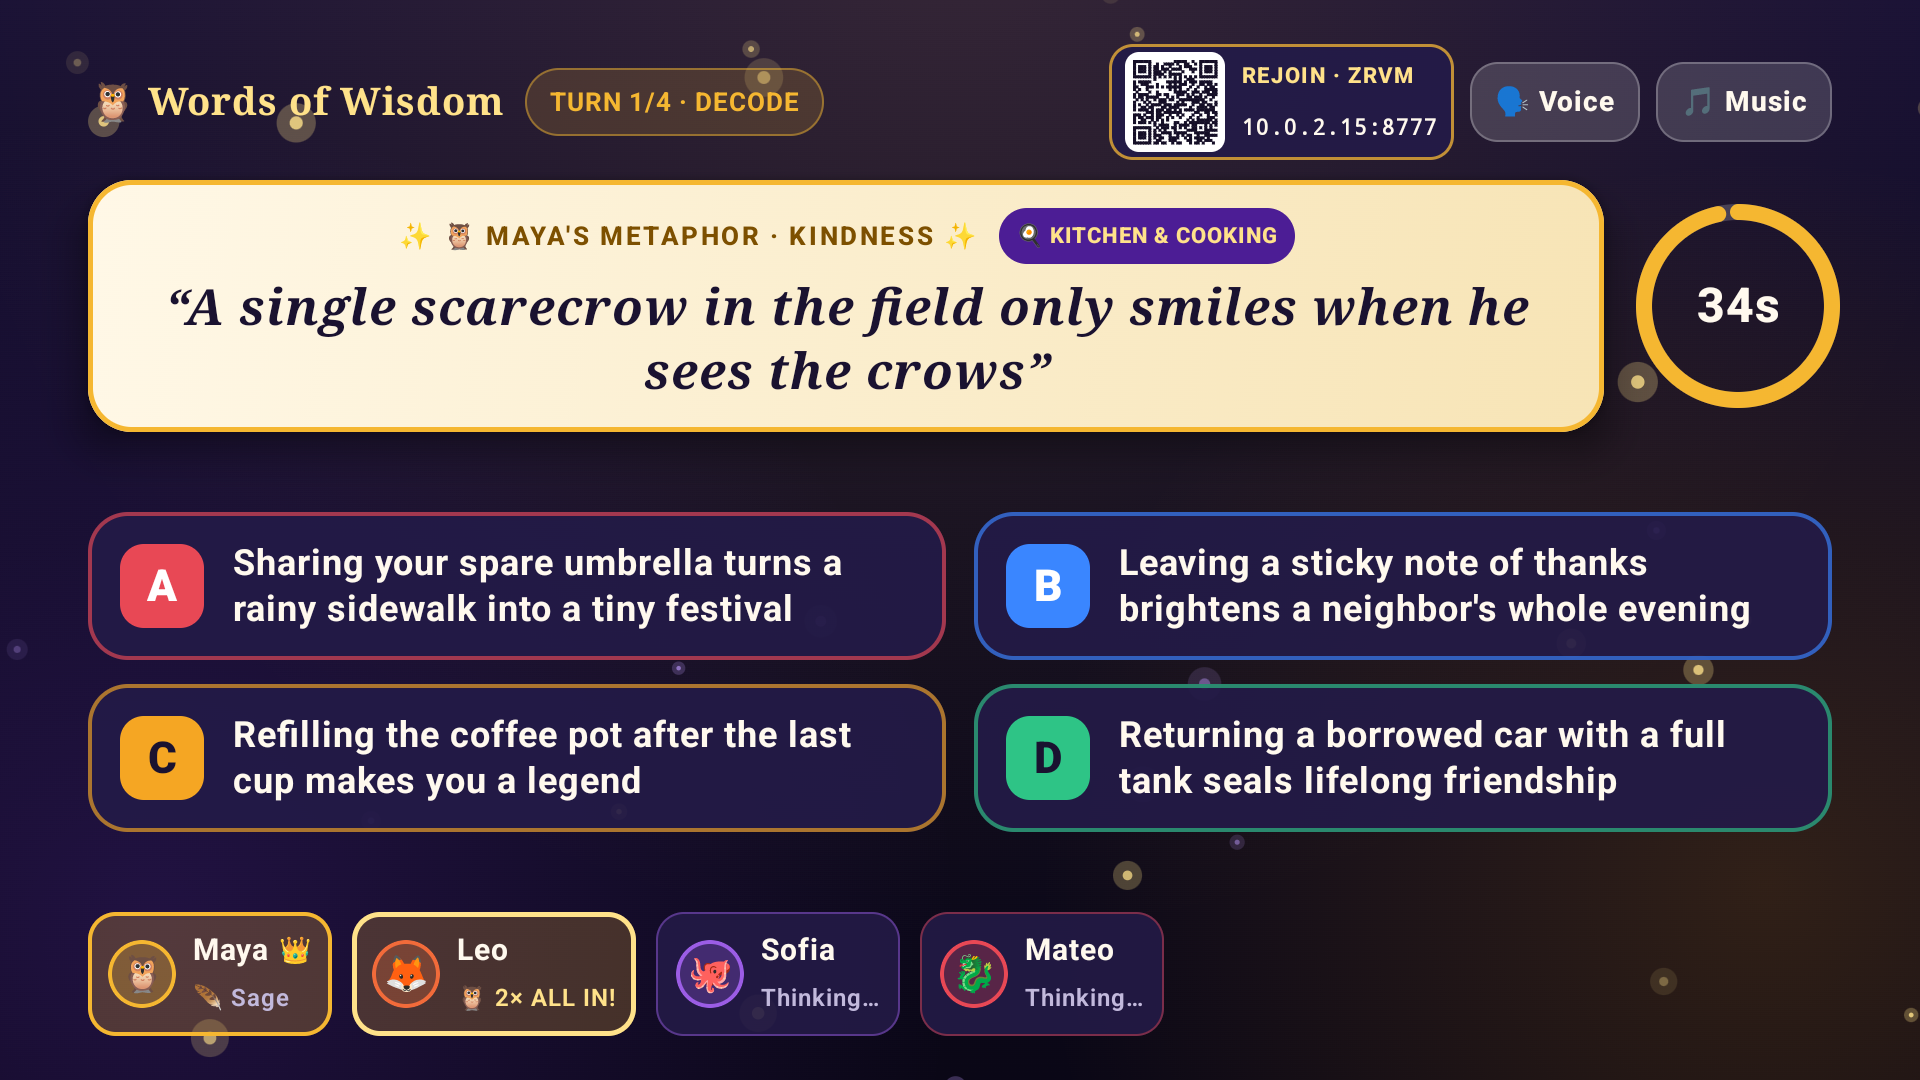 Words of Wisdom
TURN 1/4 · DECODE
REJOIN · ZRVM
10.0.2.15:8777
Voice
Music
MAYA'S METAPHOR · KINDNESS
KITCHEN & COOKING
“A single scarecrow in the field only smiles when he
sees the crows”
34s
A
Sharing your spare umbrella turns a
rainy sidewalk into a tiny festival
B
Leaving a sticky note of thanks
brightens a neighbor's whole evening
C
Refilling the coffee pot after the last
cup makes you a legend
D
Returning a borrowed car with a full
tank seals lifelong friendship
Maya
Sage
Leo
2× ALL IN!
Sofia
Thinking...
Mateo
Thinking...